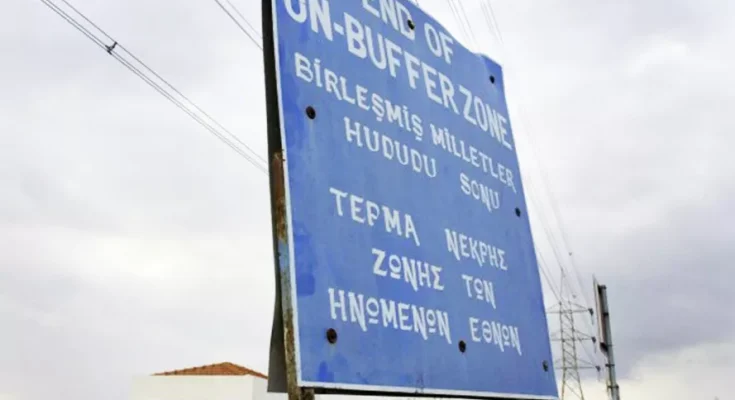 END OF
UN-BUFFER ZONE
BİRLEŞMİŞ MİLLETLER
HUDUDU SONU
ΤΕΡΜΑ ΝΕΚΡΗΣ
ΖΩΝΗΣ ΤΩΝ
ΗΝΩΜΕΝΩΝ ΕΘΝΩΝ